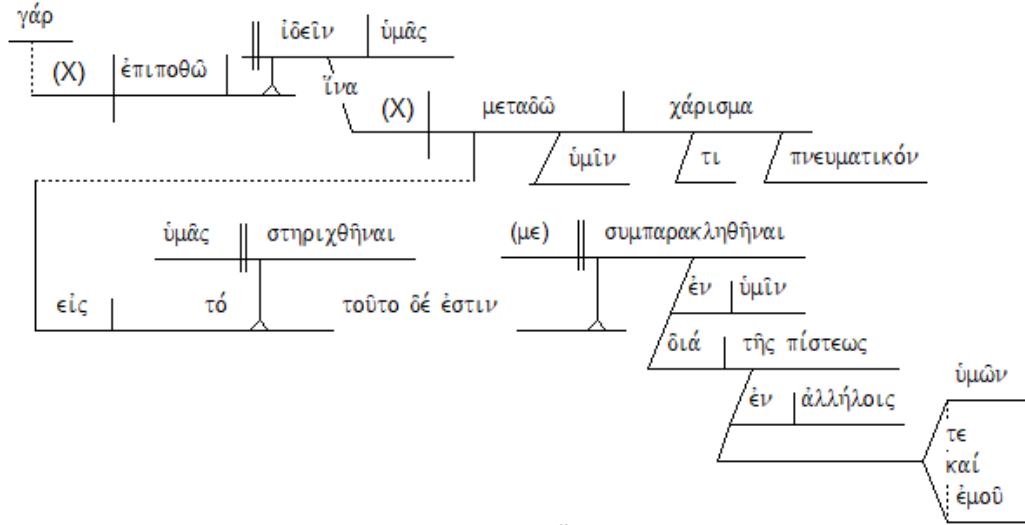 γάρ
ἰδεῖν ὑμᾶς
(X) ἐπιποθῶ
ἵνα
(X) μεταδῶ χάρισμα
ὑμῖν τι πνευματικόν
ὑμᾶς στηριχθῆναι (με) συμπαρακληθῆναι
εἰς τό τοῦτο δέ ἐστιν ἐν ὑμῖν
διά τῆς πίστεως
ὑμῶν
ἐν ἀλλήλοις
τε
καί
ἐμοῦ